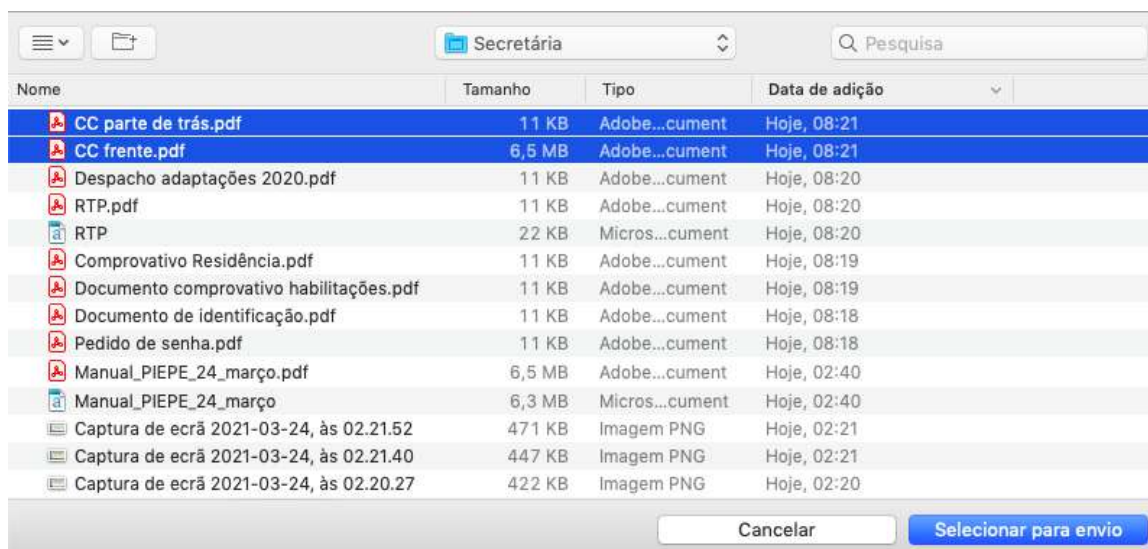 Secretária Pesquisa
Nome Tamanho Tipo Data de adição
CC parte de trás.pdf 11 KB Adobe...cument Hoje, 08:21
CC frente.pdf 6,5 MB Adobe...cument Hoje, 08:21
Despacho adaptações 2020.pdf 11 KB Adobe...cument Hoje, 08:20
RTP.pdf 11 KB Adobe...cument Hoje, 08:20
RTP 22 KB Micros...cument Hoje, 08:20
Comprovativo Residência.pdf 11 KB Adobe...cument Hoje, 08:19
Documento comprovativo habilitações.pdf 11 KB Adobe...cument Hoje, 08:19
Documento de identificação.pdf 11 KB Adobe...cument Hoje, 08:18
Pedido de senha.pdf 11 KB Adobe...cument Hoje, 08:18
Manual_PIEPE_24_março.pdf 6,5 MB Adobe...cument Hoje, 02:40
Manual_PIEPE_24_março 6,3 MB Micros...cument Hoje, 02:40
Captura de ecrã 2021-03-24, às 02.21.52 471 KB Imagem PNG Hoje, 02:21
Captura de ecrã 2021-03-24, às 02.21.40 447 KB Imagem PNG Hoje, 02:21
Captura de ecrã 2021-03-24, às 02.20.27 422 KB Imagem PNG Hoje, 02:20
Cancelar Selecionar para envio